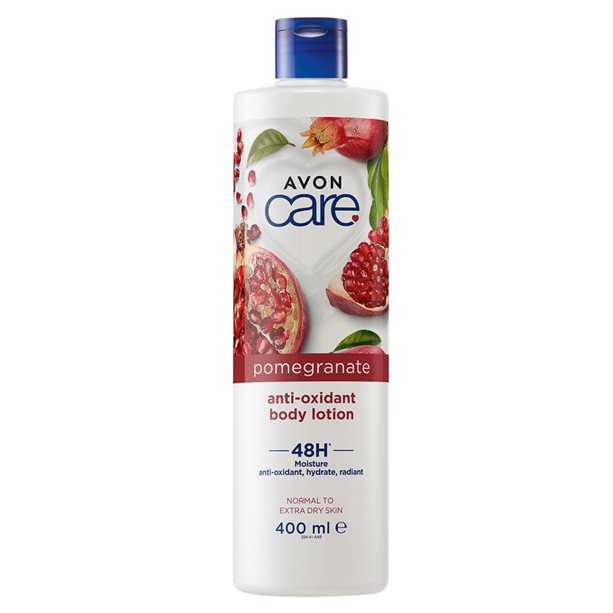 AVON
care
pomegranate
anti-oxidant
body lotion
48H*
Moisture
anti-oxidant, hydrate, radiant
NORMAL TO
EXTRA DRY SKIN
400 ml ℮